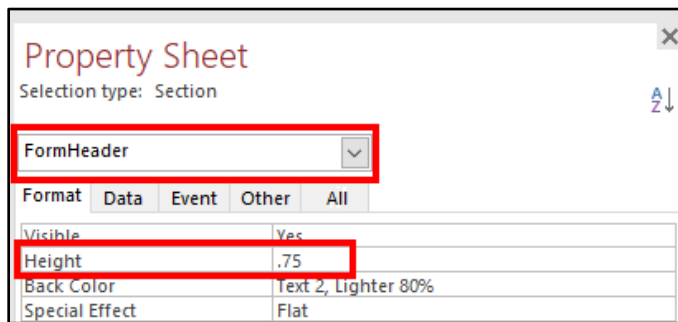 Property Sheet
Selection type: Section
FormHeader
Format Data Event Other All
Visible Yes
Height .75
Back Color Text 2, Lighter 80%
Special Effect Flat